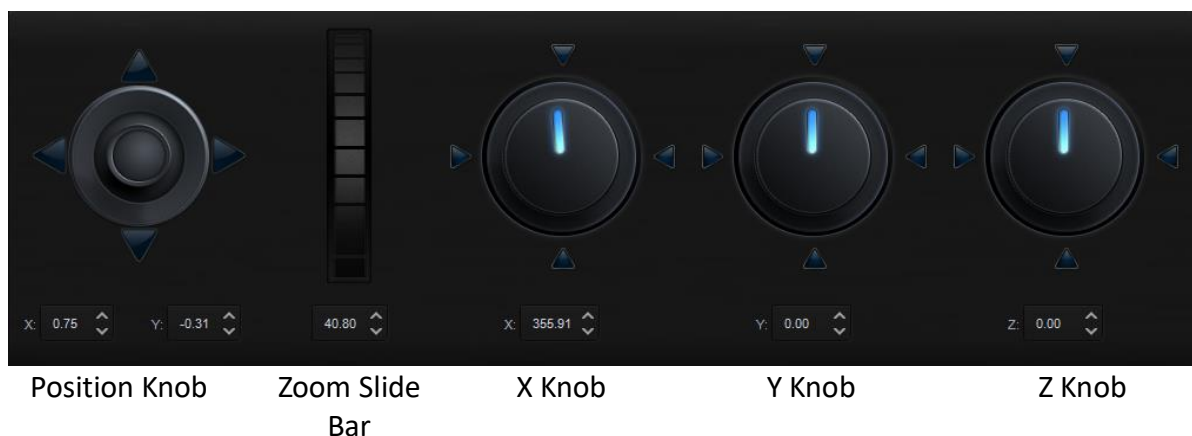 X: 0.75 Y: -0.31 40.80 X: 355.91 Y: 0.00 Z: 0.00
Position Knob Zoom Slide Bar X Knob Y Knob Z Knob